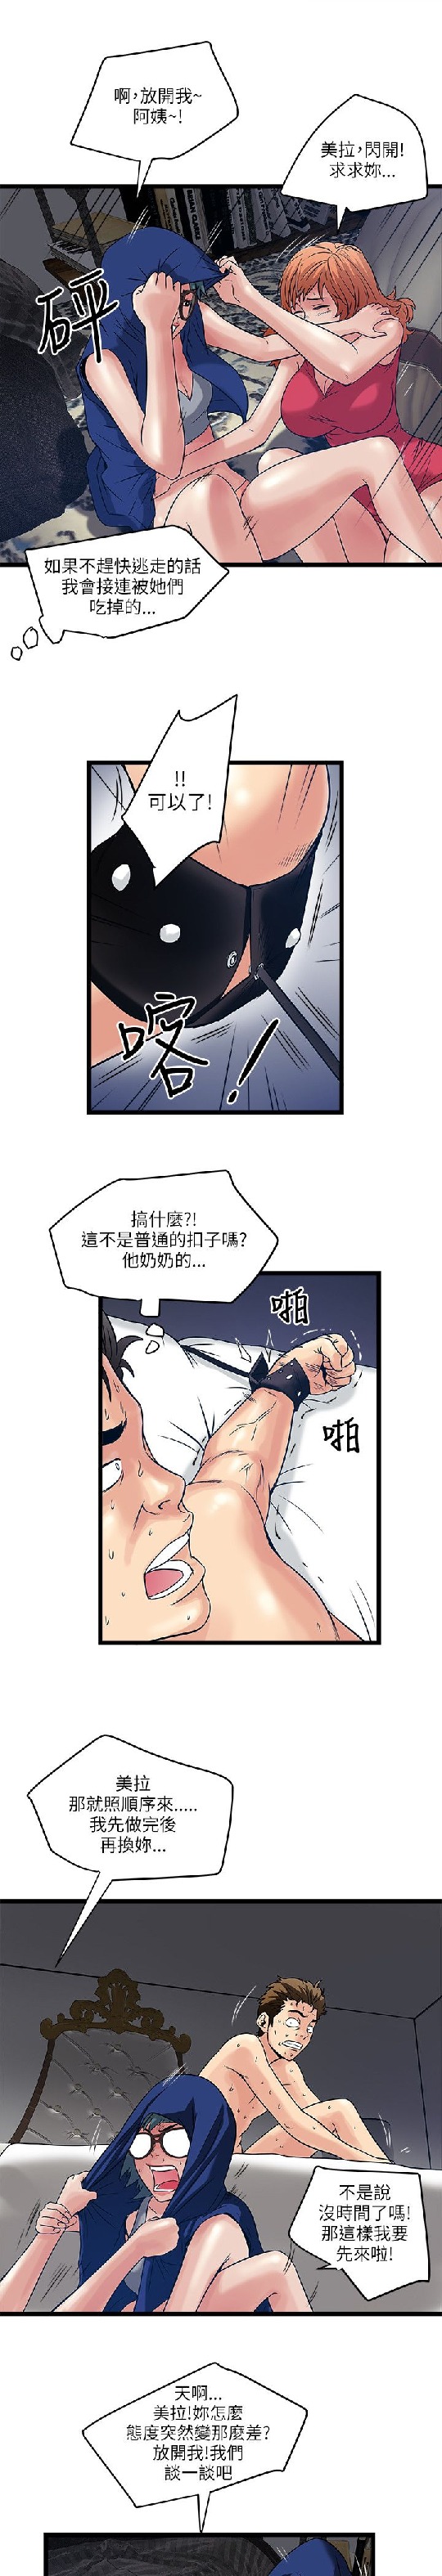 啊，放開我~
阿姨~!
美拉，閃開!
求求妳...
砰
如果不趕快逃走的話
我會接連被她們
吃掉的...
!!
可以了!
喀!
搞什麼?!
這不是普通的扣子嗎?
他奶奶的...
啪
啪
美拉
那就照順序來.....
我先做完後
再換妳...
不是說
沒時間了嗎!
那這樣我要
先來啦!
天啊...
美拉!妳怎麼
態度突然變那麼差?
放開我!我們
談一談吧